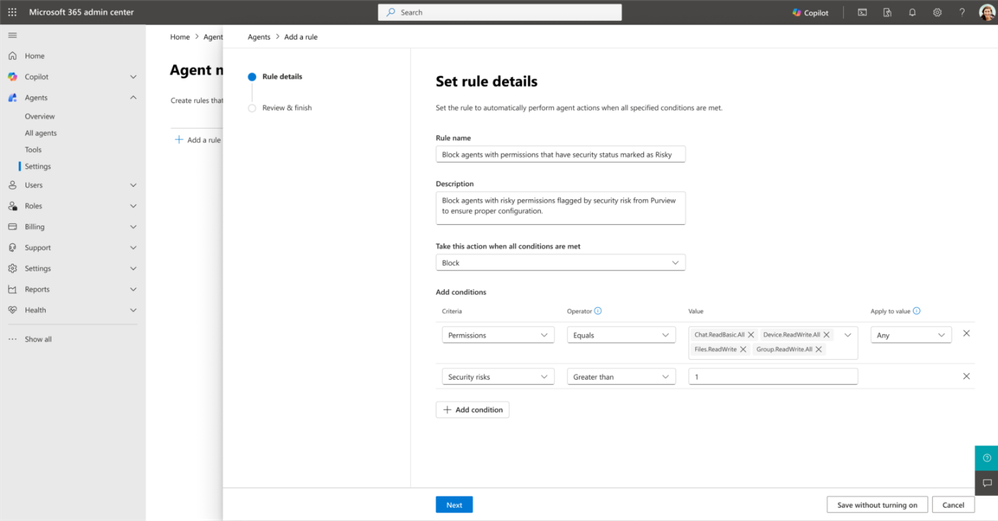 Microsoft 365 admin center
Search
Copilot
Home > Agent
Agents > Add a rule
Home
Copilot
Agents
Overview
All agents
Tools
Settings
Users
Roles
Billing
Support
Settings
Reports
Health
Show all
Agent n
Create rules that
Add a rule
Rule details
Review & finish
Set rule details
Set the rule to automatically perform agent actions when all specified conditions are met.
Rule name
Block agents with permissions that have security status marked as Risky
Description
Block agents with risky permissions flagged by security risk from Purview
to ensure proper configuration.
Take this action when all conditions are met
Block
Add conditions
Criteria Operator Value Apply to value
Permissions Equals Chat.ReadBasic.All Device.ReadWrite.All Any
Files.ReadWrite Group.ReadWrite.All
Security risks Greater than 1
Add condition
Next Save without turning on Cancel